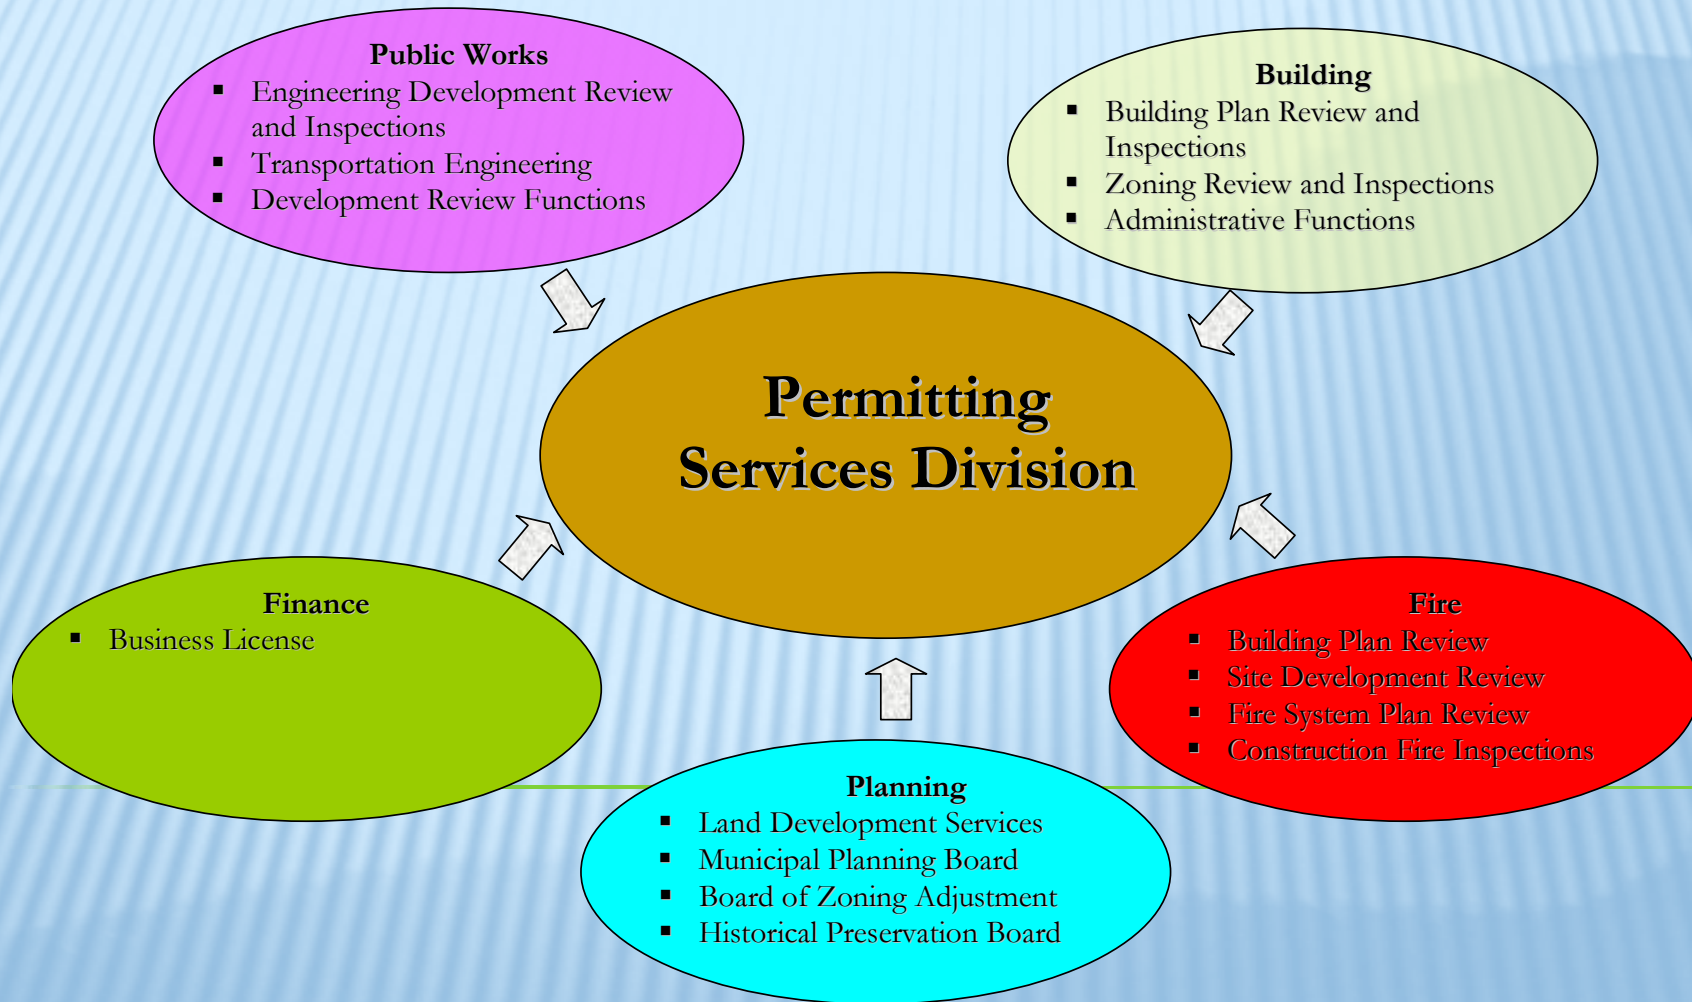 Public Works
▪ Engineering Development Review
and Inspections
▪ Transportation Engineering
▪ Development Review Functions
Building
▪ Building Plan Review and
Inspections
▪ Zoning Review and Inspections
▪ Administrative Functions
Permitting
Services Division
Finance
▪ Business License
Fire
▪ Building Plan Review
▪ Site Development Review
▪ Fire System Plan Review
▪ Construction Fire Inspections
Planning
▪ Land Development Services
▪ Municipal Planning Board
▪ Board of Zoning Adjustment
▪ Historical Preservation Board